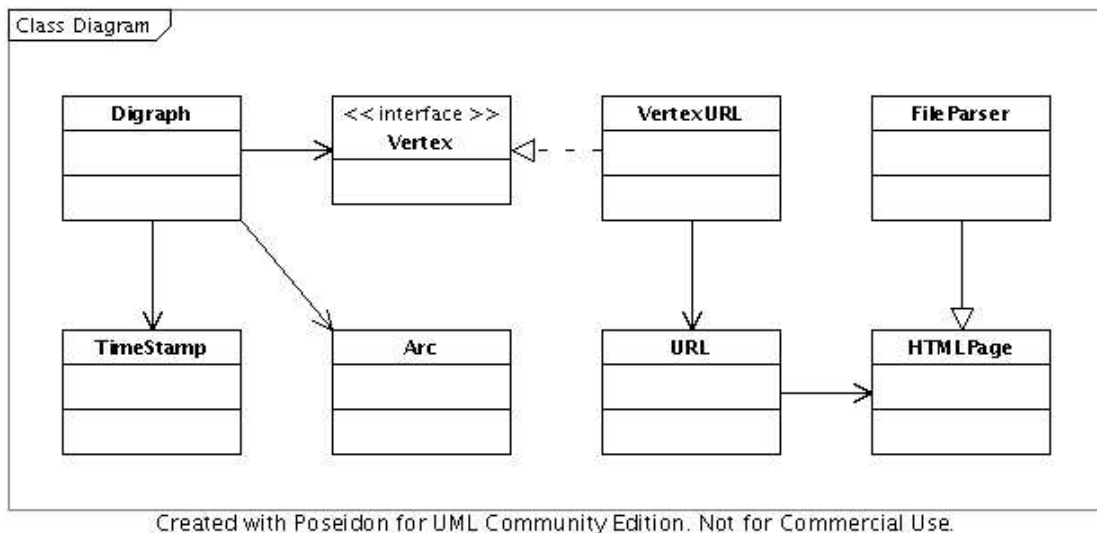 Class Diagram
Digraph
<< interface >>
Vertex
VertexURL
FileParser
TimeStamp
Arc
URL
HTMLPage
Created with Poseidon for UML Community Edition. Not for Commercial Use.